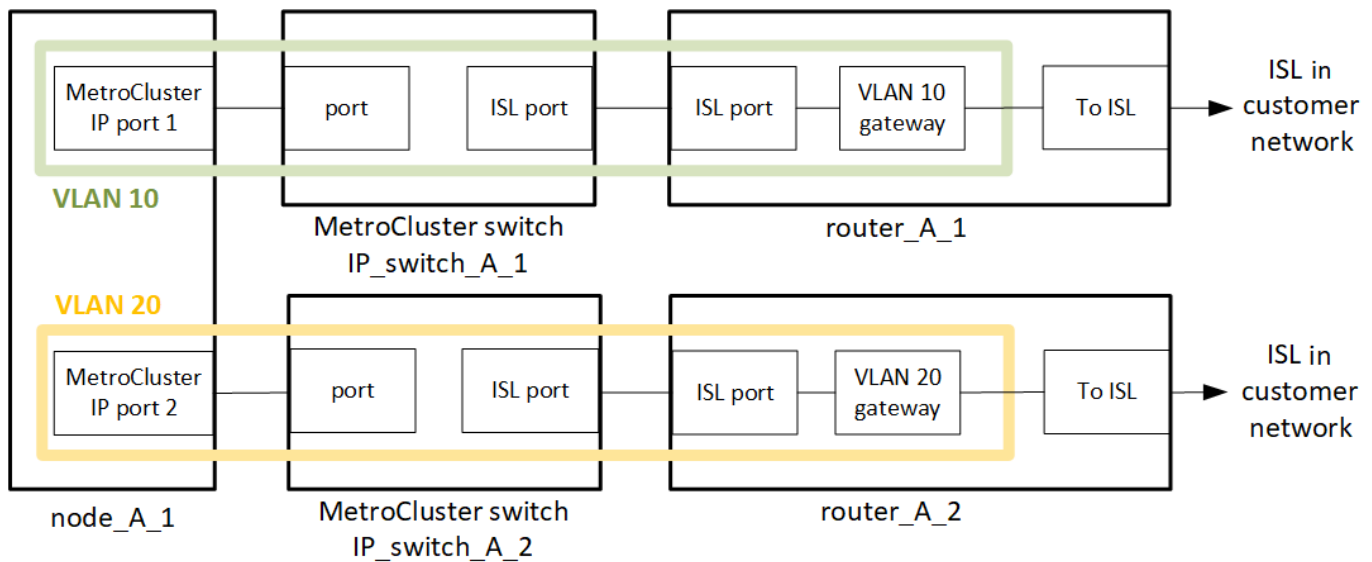 MetroCluster
IP port 1
port
ISL port
ISL port
VLAN 10
gateway
To ISL
ISL in
customer
network
VLAN 10
MetroCluster switch
IP_switch_A_1
router_A_1
VLAN 20
MetroCluster
IP port 2
port
ISL port
ISL port
VLAN 20
gateway
To ISL
ISL in
customer
network
node_A_1
MetroCluster switch
IP_switch_A_2
router_A_2